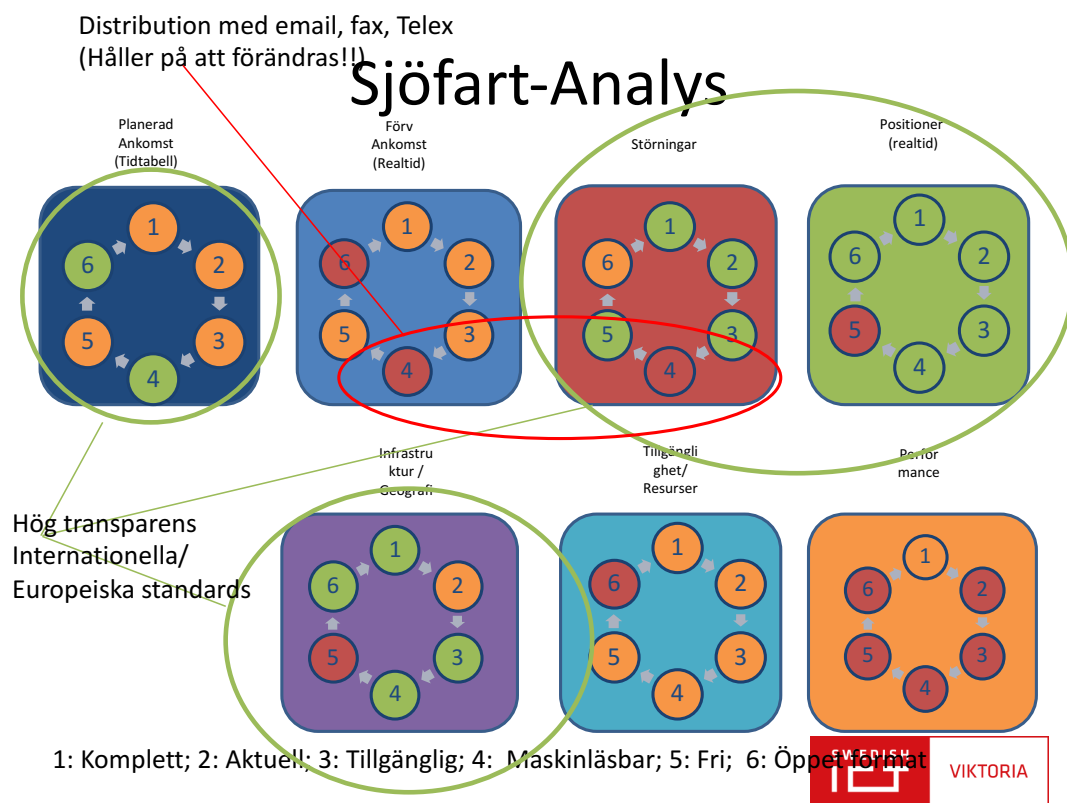 Distribution med email, fax, Telex
(Håller på att förändras!!)
Sjöfart-Analys
Planerad
Ankomst
(Tidtabell)
Förv
Ankomst
(Realtid)
Störningar
Positioner
(realtid)
1
2
3
4
5
6
1
2
3
4
5
6
1
2
3
4
5
6
1
2
3
4
5
6
Infrastru
ktur /
Geografi
Tillgängli
ghet/
Resurser
Perfor
mance
Hög transparens
Internationella/
Europeiska standards
1
2
3
4
5
6
1
2
3
4
5
6
1
2
3
4
5
6
1: Komplett; 2: Aktuell; 3: Tillgänglig; 4: Maskinläsbar; 5: Fri; 6: Öppet format
SWEDISH
ICT
VIKTORIA